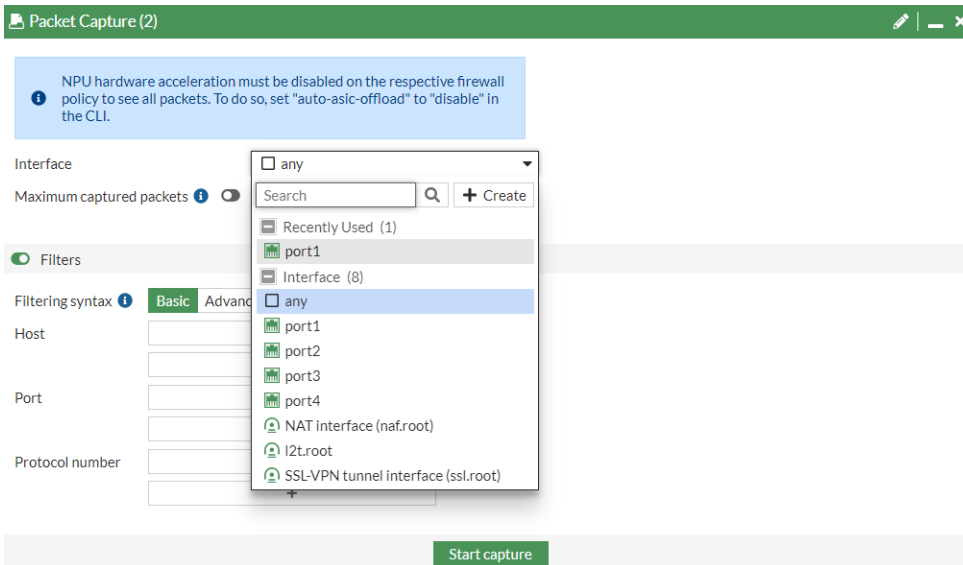 Packet Capture (2)
NPU hardware acceleration must be disabled on the respective firewall
policy to see all packets. To do so, set "auto-asic-offload" to "disable" in
the CLI.
Interface
any
Maximum captured packets
Search
Create
Recently Used (1)
port1
Filters
Interface (8)
Filtering syntax
Basic
Advanc
any
Host
port1
port2
port3
Port
port4
NAT interface (naf.root)
l2t.root
Protocol number
SSL-VPN tunnel interface (ssl.root)
Start capture